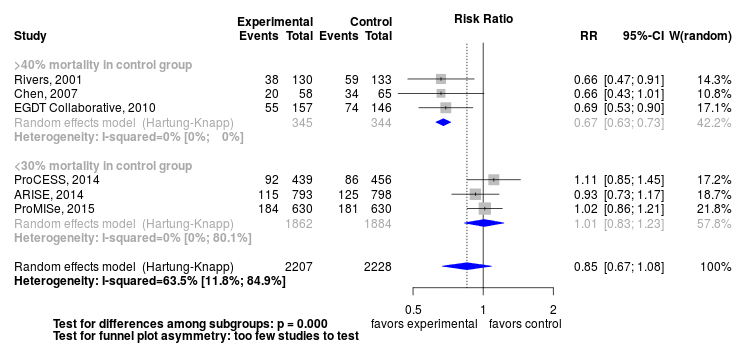 Experimental Control Risk Ratio
Study Events Total Events Total RR 95%-CI W(random)
>40% mortality in control group
Rivers, 2001 38 130 59 133 0.66 [0.47; 0.91] 14.3%
Chen, 2007 20 58 34 65 0.66 [0.43; 1.01] 10.8%
EGDT Collaborative, 2010 55 157 74 146 0.69 [0.53; 0.90] 17.1%
Random effects model (Hartung-Knapp) 345 344 0.67 [0.63; 0.73] 42.2%
Heterogeneity: I-squared=0% [0%; 0%]
<30% mortality in control group
ProCESS, 2014 92 439 86 456 1.11 [0.85; 1.45] 17.2%
ARISE, 2014 115 793 125 798 0.93 [0.73; 1.17] 18.7%
ProMISe, 2015 184 630 181 630 1.02 [0.86; 1.21] 21.8%
Random effects model (Hartung-Knapp) 1862 1884 1.01 [0.83; 1.23] 57.8%
Heterogeneity: I-squared=0% [0%; 80.1%]
Random effects model (Hartung-Knapp) 2207 2228 0.85 [0.67; 1.08] 100%
Heterogeneity: I-squared=63.5% [11.8%; 84.9%]
0.5 1 2
Test for differences among subgroups: p = 0.000 favors experimental favors control
Test for funnel plot asymmetry: too few studies to test